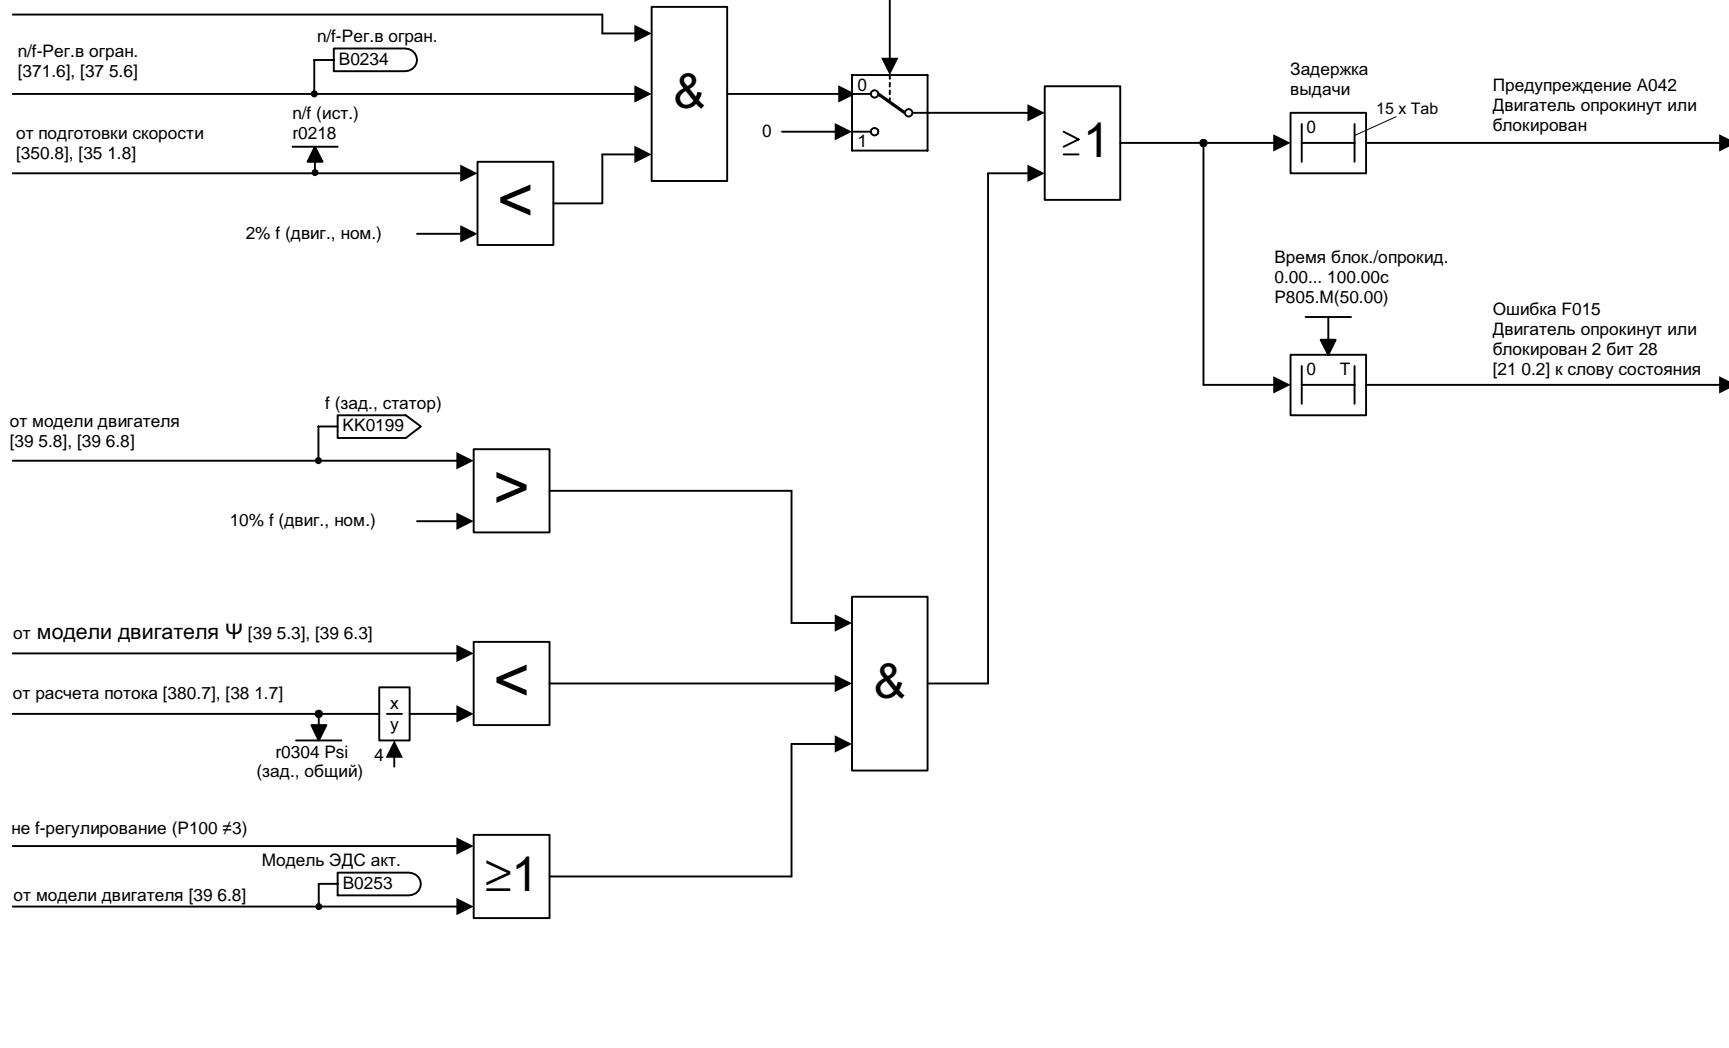 n/f-Рег.в огран.
n/f-Рег.в огран.
[371.6], [37 5.6]
B0234
&
n/f (ист.)
r0218
от подготовки скорости
[350.8], [35 1.8]
<
2% f (двиг., ном.)
0
0
1
≥1
Задержка
выдачи
0
15 x Tab
Предупреждение A042
Двигатель опрокинут или
блокирован
Время блок./опрокид.
0.00... 100.00с
P805.M(50.00)
0 T
Ошибка F015
Двигатель опрокинут или
блокирован 2 бит 28
[21 0.2] к слову состояния
f (зад., статор)
KK0199
от модели двигателя
[39 5.8], [39 6.8]
>
10% f (двиг., ном.)
от модели двигателя Ψ [39 5.3], [39 6.3]
<
от расчета потока [380.7], [38 1.7]
x
y
4
r0304 Psi
(зад., общий)
&
не f-регулирование (P100 ≠3)
Модель ЭДС акт.
B0253
от модели двигателя [39 6.8]
≥1